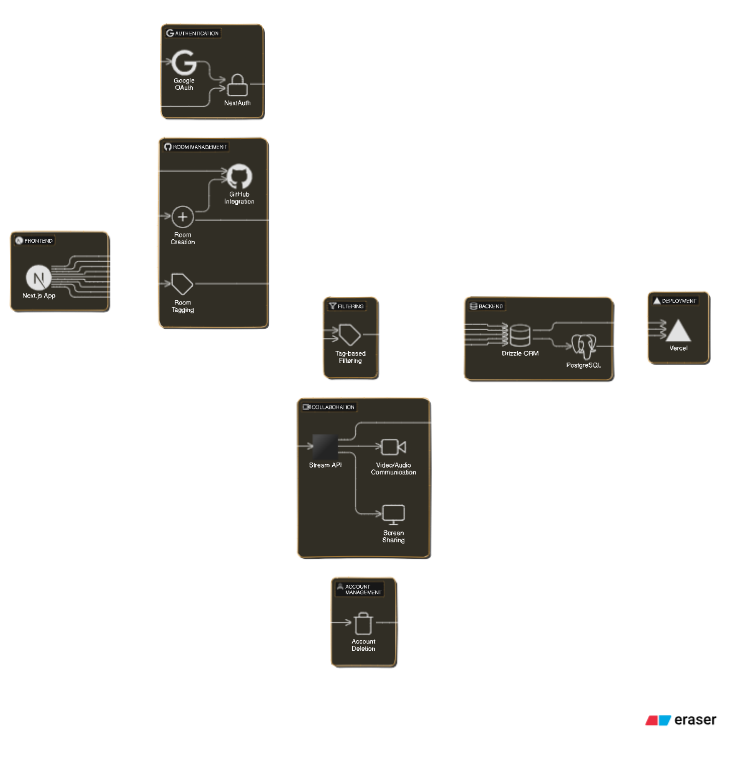 AUTHENTICATION
Google
OAuth
NextAuth
ROOM MANAGEMENT
GitHub
Integration
Room
Creation
Room
Tagging
FRONTEND
N
Next.js App
FILTERING
Tag-based
Filtering
BACKEND
Drizzle ORM
PostgreSQL
DEPLOYMENT
Vercel
COLLABORATION
Stream API
Video/Audio
Communication
Screen
Sharing
ACCOUNT
MANAGEMENT
Account
Deletion
eraser